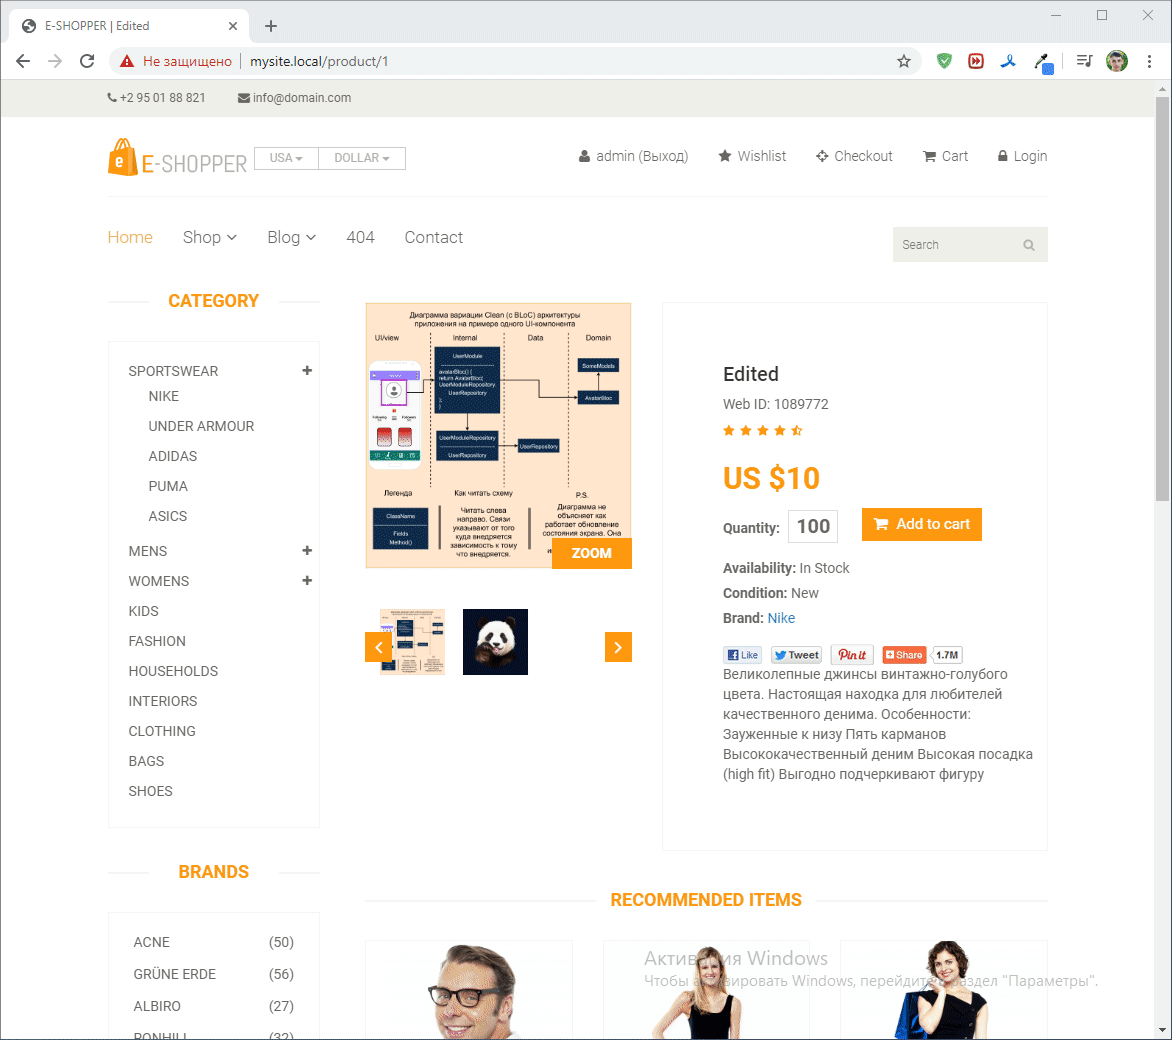 E-SHOPPER | Edited
Не защищено
mysite.local/product/1
+2 95 01 88 821
info@domain.com
E-SHOPPER
USA
DOLLAR
admin (Выход)
Wishlist
Checkout
Cart
Login
Home
Shop
Blog
404
Contact
Search
CATEGORY
SPORTSWEAR
NIKE
UNDER ARMOUR
ADIDAS
PUMA
ASICS
MENS
WOMENS
KIDS
FASHION
HOUSEHOLDS
INTERIORS
CLOTHING
BAGS
SHOES
BRANDS
ACNE (50)
GRÜNE ERDE (56)
ALBIRO (27)
RONHILL (32)
Диаграмма вариации Clean (с BLoC) архитектуры
приложения на примере одного UI-компонента
UI/view
Internal
Data
Domain
UserModule
avatarBloc() {
return AvatarBloc(
UserModuleRepository.
UserRepository
SomeModels
AvatarBloc
UserModuleRepository
UserRepository
UserRepository
Легенда
ClassName
Fields
Method()
Как читать схему
Читать слева
направо. Связи
указывают от того
куда внедряется
зависимость к тому
что внедряется.
P.S.
Диаграмма не
объясняет как
работает обновление
состояния экрана. Она
ZOOM
Edited
Web ID: 1089772
US $10
Quantity: 100
Add to cart
Availability: In Stock
Condition: New
Brand: Nike
Like
Tweet
Pin it
Share
1.7M
Великолепные джинсы винтажно-голубого
цвета. Настоящая находка для любителей
качественного денима. Особенности:
Зауженные к низу Пять карманов
Высококачественный деним Высокая посадка
(high fit) Выгодно подчеркивают фигуру
RECOMMENDED ITEMS
Активация Windows
Чтобы активировать Windows, перейдите в раздел "Параметры".